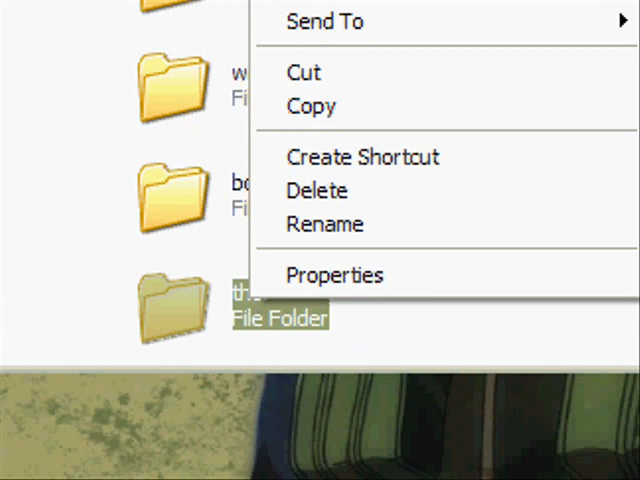 Send To
Cut
Copy
Create Shortcut
Delete
Rename
Properties
File Folder